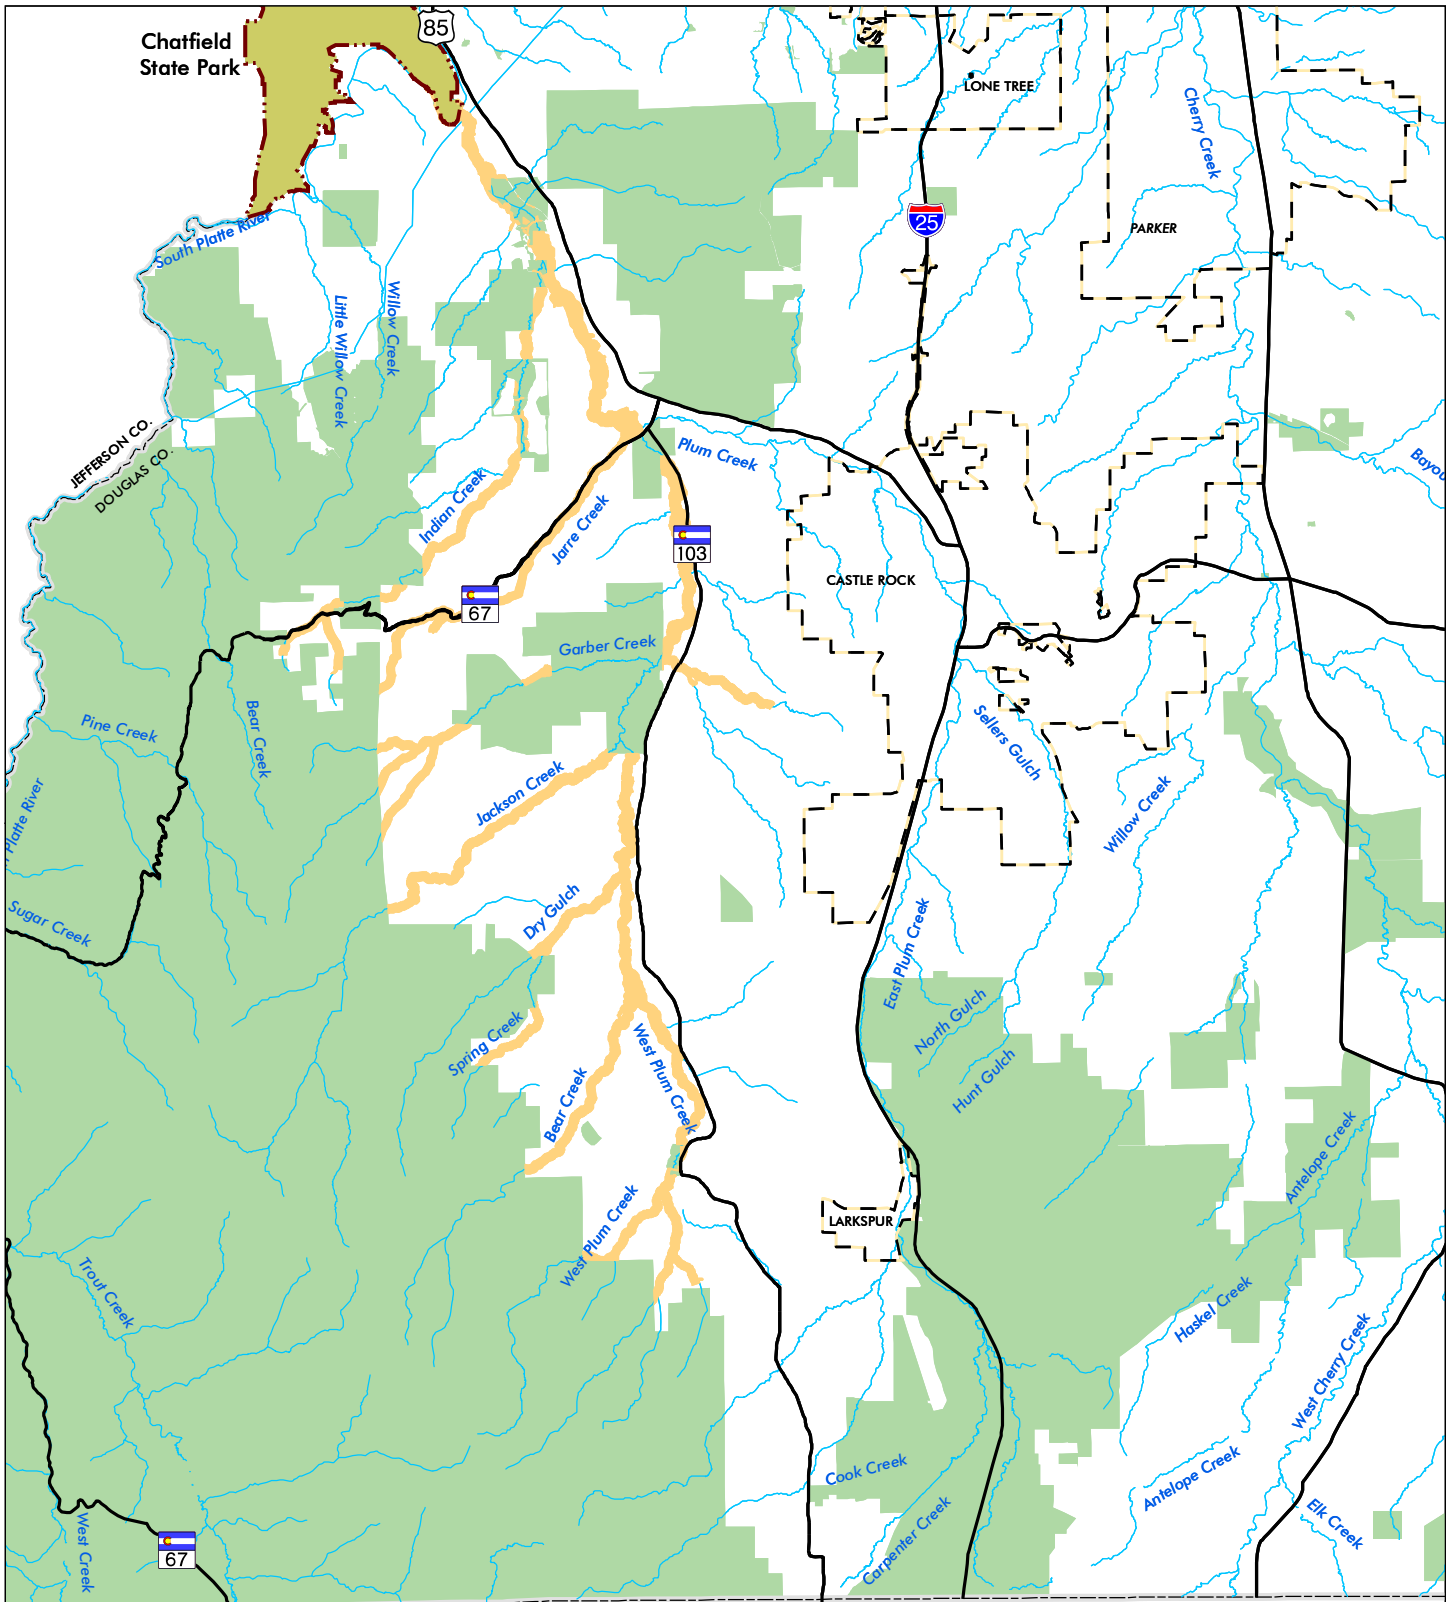 85
Chatfield
State Park
LONE TREE
Cherry Creek
25
PARKER
South Platte River
Little Willow Creek
Willow Creek
JEFFERSON CO.
DOUGLAS CO.
Plum Creek
Indian Creek
Jarre Creek
103
CASTLE ROCK
67
Garber Creek
Pine Creek
Bear Creek
Sellers Gulch
Jackson Creek
Willow Creek
Platte River
Sugar Creek
Dry Gulch
East Plum Creek
North Gulch
Spring Creek
West Plum Creek
Hunt Gulch
Bear Creek
Antelope Creek
West Plum Creek
LARKSPUR
Trout Creek
Haskel Creek
West Cherry Creek
Cook Creek
Antelope Creek
Carpenter Creek
Elk Creek
West Creek
67